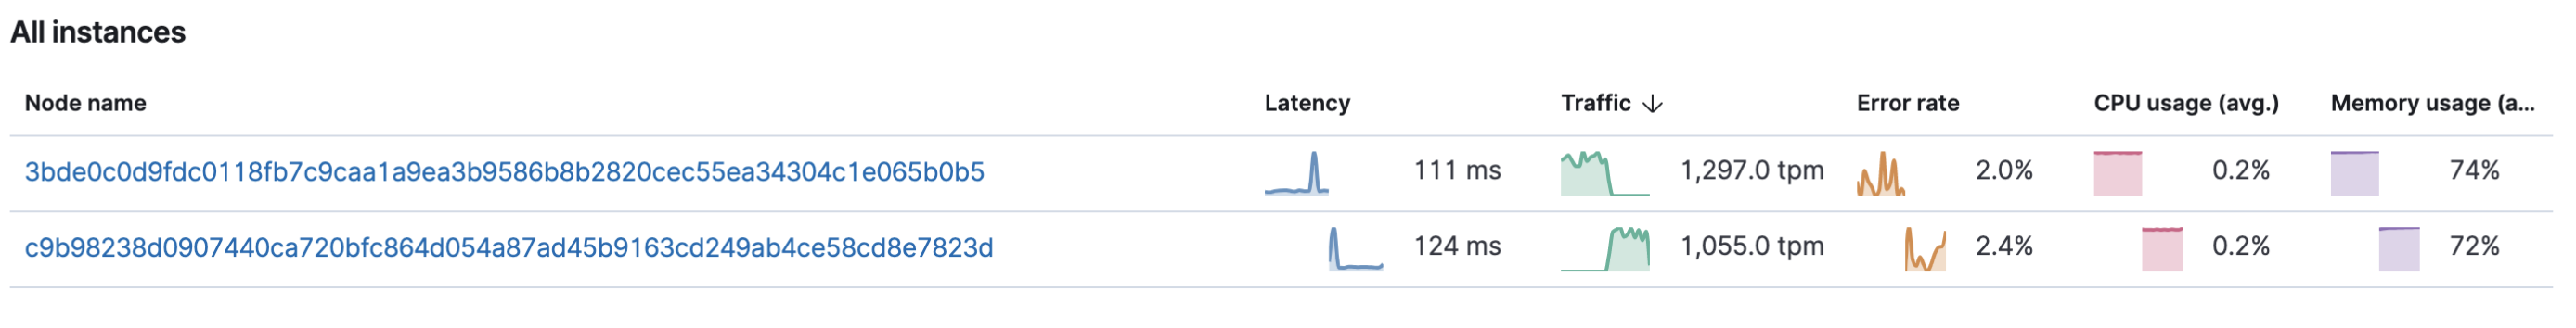 All instances
Node name Latency Traffic ↓ Error rate CPU usage (avg.) Memory usage (a...
3bde0c0d9fdc0118fb7c9caa1a9ea3b9586b8b2820cec55ea34304c1e065b0b5 111 ms 1,297.0 tpm 2.0% 0.2% 74%
c9b98238d0907440ca720bfc864d054a87ad45b9163cd249ab4ce58cd8e7823d 124 ms 1,055.0 tpm 2.4% 0.2% 72%